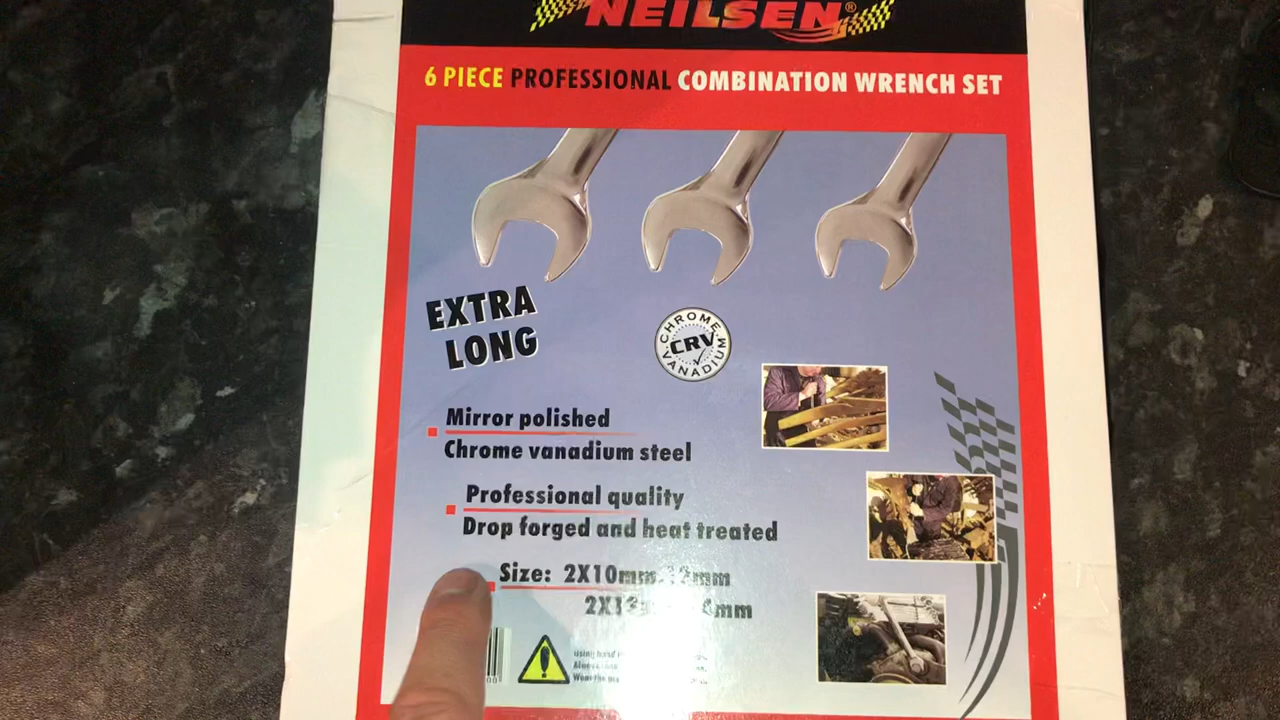 NEILSEN®
6 PIECE PROFESSIONAL COMBINATION WRENCH SET
EXTRA
LONG
CHROME
CRV
VANADIUM
Mirror polished
Chrome vanadium steel
Professional quality
Drop forged and heat treated
Size: 2X10mm